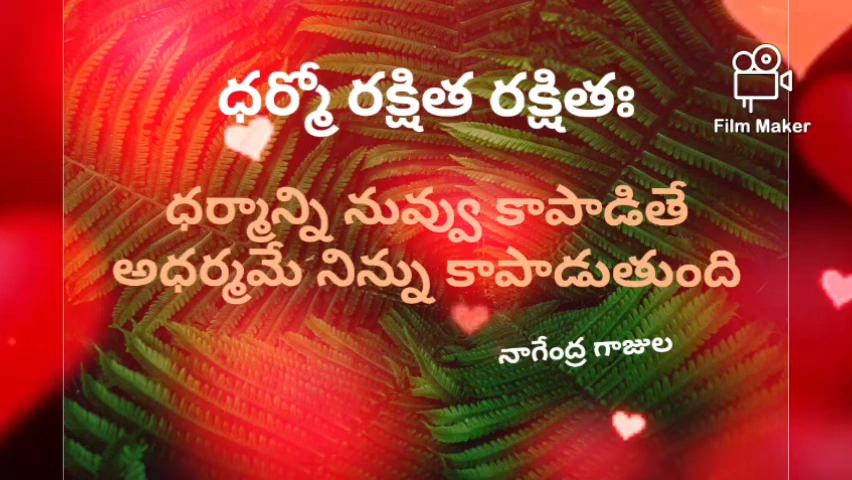 ధర్మో రక్షిత రక్షితః
Film Maker
ధర్మాన్ని నువ్వు కాపాడితే
అధర్మమే నిన్ను కాపాడుతుంది
నాగేంద్ర గాజుల